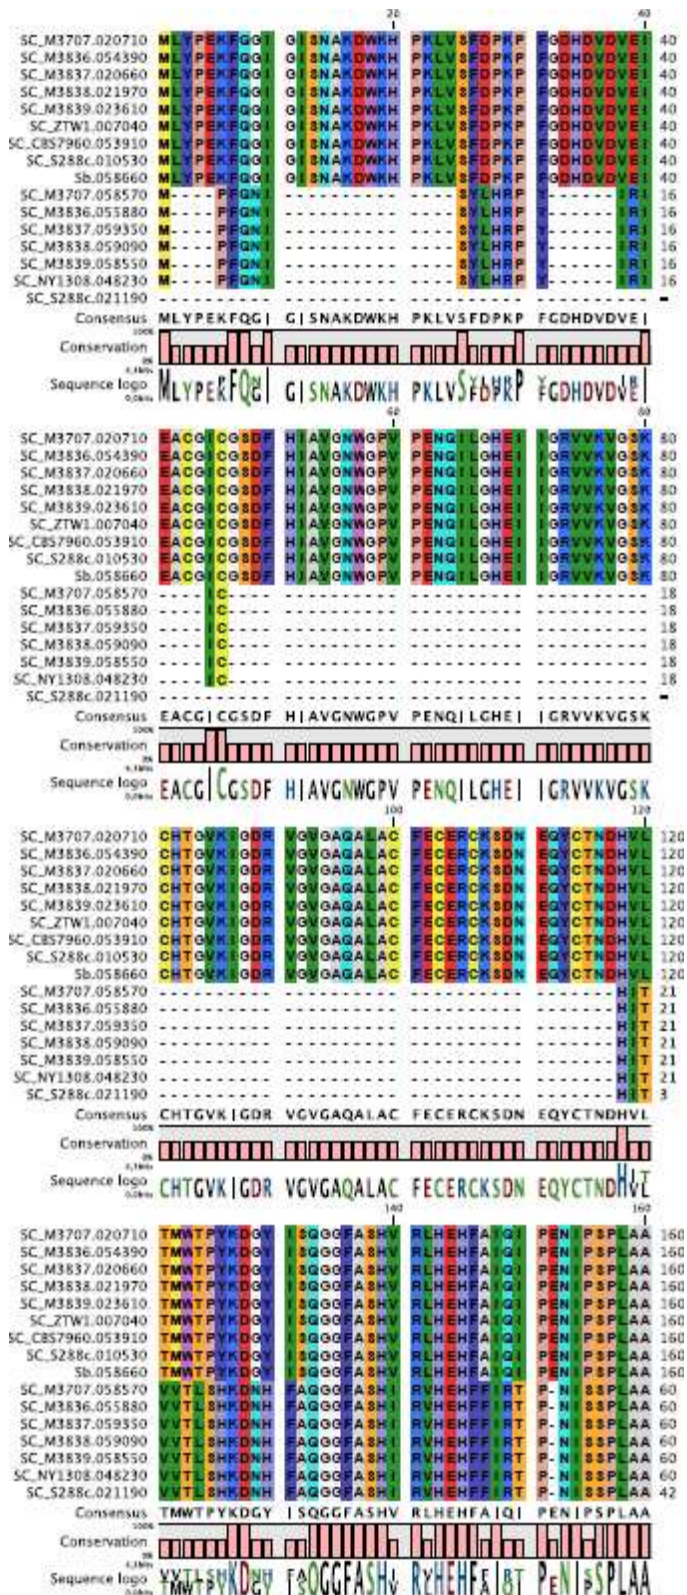 20 40
SC_M3707.020710 MLYPEKFQGI GISNAKDWKH PKLVSFDPKP FGDHDVDVEI 40
SC_M3836.054390 MLYPEKFQGI GISNAKDWKH PKLVSFDPKP FGDHDVDVEI 40
SC_M3837.020660 MLYPEKFQGI GISNAKDWKH PKLVSFDPKP FGDHDVDVEI 40
SC_M3838.021970 MLYPEKFQGI GISNAKDWKH PKLVSFDPKP FGDHDVDVEI 40
SC_M3839.023610 MLYPEKFQGI GISNAKDWKH PKLVSFDPKP FGDHDVDVEI 40
SC_ZTW1.007040 MLYPEKFQGI GISNAKDWKH PKLVSFDPKP FGDHDVDVEI 40
SC_CBS7960.053910 MLYPEKFQGI GISNAKDWKH PKLVSFDPKP FGDHDVDVEI 40
SC_S288c.010530 MLYPEKFQGI GISNAKDWKH PKLVSFDPKP FGDHDVDVEI 40
Sb.058660 MLYPEKFQGI GISNAKDWKH PKLVSFDPKP FGDHDVDVEI 40
SC_M3707.058570 M----PFQNI ---------- ----SYLHRP Y------IRI 16
SC_M3836.055880 M----PFQNI ---------- ----SYLHRP Y------IRI 16
SC_M3837.059350 M----PFQNI ---------- ----SYLHRP Y------IRI 16
SC_M3838.059090 M----PFQNI ---------- ----SYLHRP Y------IRI 16
SC_M3839.058550 M----PFQNI ---------- ----SYLHRP Y------IRI 16
SC_NY1308.048230 M----PFQNI ---------- ----SYLHRP Y------IRI 16
SC_S288c.021190 ---------- ---------- ---------- ---------- -
Consensus MLYPEKFQGI GISNAKDWKH PKLVSFDPKP FGDHDVDVEI
100%
Conservation
0%
Sequence logo
60 80
SC_M3707.020710 EACGICGSDF HIAVGNWGPV PENQILGHEI IGRVVKVGSK 80
SC_M3836.054390 EACGICGSDF HIAVGNWGPV PENQILGHEI IGRVVKVGSK 80
SC_M3837.020660 EACGICGSDF HIAVGNWGPV PENQILGHEI IGRVVKVGSK 80
SC_M3838.021970 EACGICGSDF HIAVGNWGPV PENQILGHEI IGRVVKVGSK 80
SC_M3839.023610 EACGICGSDF HIAVGNWGPV PENQILGHEI IGRVVKVGSK 80
SC_ZTW1.007040 EACGICGSDF HIAVGNWGPV PENQILGHEI IGRVVKVGSK 80
SC_CBS7960.053910 EACGICGSDF HIAVGNWGPV PENQILGHEI IGRVVKVGSK 80
SC_S288c.010530 EACGICGSDF HIAVGNWGPV PENQILGHEI IGRVVKVGSK 80
Sb.058660 EACGICGSDF HIAVGNWGPV PENQILGHEI IGRVVKVGSK 80
SC_M3707.058570 ----IC---- ---------- ---------- ---------- 18
SC_M3836.055880 ----IC---- ---------- ---------- ---------- 18
SC_M3837.059350 ----IC---- ---------- ---------- ---------- 18
SC_M3838.059090 ----IC---- ---------- ---------- ---------- 18
SC_M3839.058550 ----IC---- ---------- ---------- ---------- 18
SC_NY1308.048230 ----IC---- ---------- ---------- ---------- 18
SC_S288c.021190 ---------- ---------- ---------- ---------- -
Consensus EACGICGSDF HIAVGNWGPV PENQILGHEI IGRVVKVGSK
100%
Conservation
0%
Sequence logo EACGICGSDF HIAVGNWGPV PENQILGHEI IGRVVKVGSK
100 120
SC_M3707.020710 CHTGVKIGDR VGVGAQALAC FECERCKSDN EQYCTNDHVL 120
SC_M3836.054390 CHTGVKIGDR VGVGAQALAC FECERCKSDN EQYCTNDHVL 120
SC_M3837.020660 CHTGVKIGDR VGVGAQALAC FECERCKSDN EQYCTNDHVL 120
SC_M3838.021970 CHTGVKIGDR VGVGAQALAC FECERCKSDN EQYCTNDHVL 120
SC_M3839.023610 CHTGVKIGDR VGVGAQALAC FECERCKSDN EQYCTNDHVL 120
SC_ZTW1.007040 CHTGVKIGDR VGVGAQALAC FECERCKSDN EQYCTNDHVL 120
SC_CBS7960.053910 CHTGVKIGDR VGVGAQALAC FECERCKSDN EQYCTNDHVL 120
SC_S288c.010530 CHTGVKIGDR VGVGAQALAC FECERCKSDN EQYCTNDHVL 120
Sb.058660 CHTGVKIGDR VGVGAQALAC FECERCKSDN EQYCTNDHVL 120
SC_M3707.058570 ---------- ---------- ---------- -------HIT 21
SC_M3836.055880 ---------- ---------- ---------- -------HIT 21
SC_M3837.059350 ---------- ---------- ---------- -------HIT 21
SC_M3838.059090 ---------- ---------- ---------- -------HIT 21
SC_M3839.058550 ---------- ---------- ---------- -------HIT 21
SC_NY1308.048230 ---------- ---------- ---------- -------HIT 21
SC_S288c.021190 ---------- ---------- ---------- -------HIT 3
Consensus CHTGVKIGDR VGVGAQALAC FECERCKSDN EQYCTNDHVL
100%
Conservation
0%
Sequence logo
140 160
SC_M3707.020710 TMWTPYKDGY ISQGGFASHV RLHEHFAIQI PENIPSPLAA 160
SC_M3836.054390 TMWTPYKDGY ISQGGFASHV RLHEHFAIQI PENIPSPLAA 160
SC_M3837.020660 TMWTPYKDGY ISQGGFASHV RLHEHFAIQI PENIPSPLAA 160
SC_M3838.021970 TMWTPYKDGY ISQGGFASHV RLHEHFAIQI PENIPSPLAA 160
SC_M3839.023610 TMWTPYKDGY ISQGGFASHV RLHEHFAIQI PENIPSPLAA 160
SC_ZTW1.007040 TMWTPYKDGY ISQGGFASHV RLHEHFAIQI PENIPSPLAA 160
SC_CBS7960.053910 TMWTPYKDGY ISQGGFASHV RLHEHFAIQI PENIPSPLAA 160
SC_S288c.010530 TMWTPYKDGY ISQGGFASHV RLHEHFAIQI PENIPSPLAA 160
Sb.058660 TMWTPYKDGY ISQGGFASHV RLHEHFAIQI PENIPSPLAA 160
SC_M3707.058570 VVTLSHKDNH FAQGGFASHI RVHEHFFIRT P-NISSPLAA 60
SC_M3836.055880 VVTLSHKDNH FAQGGFASHI RVHEHFFIRT P-NISSPLAA 60
SC_M3837.059350 VVTLSHKDNH FAQGGFASHI RVHEHFFIRT P-NISSPLAA 60
SC_M3838.059090 VVTLSHKDNH FAQGGFASHI RVHEHFFIRT P-NISSPLAA 60
SC_M3839.058550 VVTLSHKDNH FAQGGFASHI RVHEHFFIRT P-NISSPLAA 60
SC_NY1308.048230 VVTLSHKDNH FAQGGFASHI RVHEHFFIRT P-NISSPLAA 60
SC_S288c.021190 VVTLSHKDNH FAQGGFASHI RVHEHFFIRT P-NISSPLAA 42
Consensus TMWTPYKDGY ISQGGFASHV RLHEHFAIQI PENIPSPLAA
100%
Conservation
0%
Sequence logo